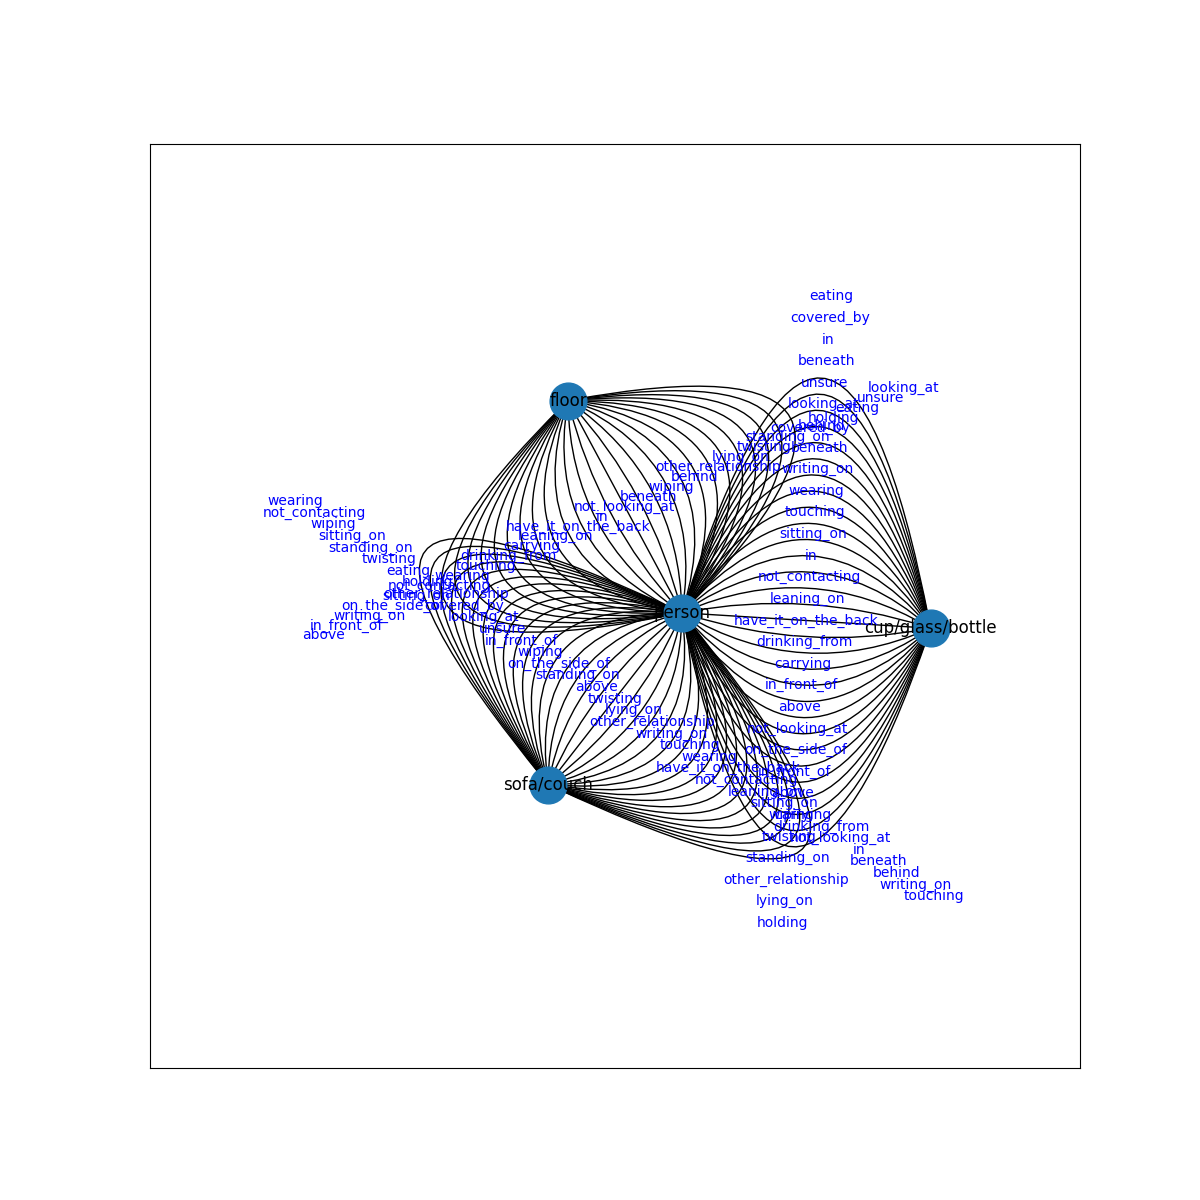 eating
covered_by
in
beneath
unsure
looking_at
looking_at
unsure
eating
holding
behind
covered_by
standing_on
twisting
beneath
lying_on
other_relationship
writing_on
behind
wiping
wearing
beneath
not_looking_at
touching
in
have_it_on_the_back
leaning_on
sitting_on
carrying
drinking_from
in
touching
wearing
not_contacting
not_contacting
sitting_on
leaning_on
have_it_on_the_back
drinking_from
carrying
in_front_of
above
not_looking_at
on_the_side_of
in_front_of
above
wiping
twisting
standing_on
other_relationship
lying_on
holding
wearing
not_contacting
wiping
sitting_on
standing_on
twisting
eating
holding
other_relationship
on_the_side_of
covered_by
writing_on
looking_at
in_front_of
unsure
above
in_front_of
wiping
on_the_side_of
standing_on
above
twisting
lying_on
other_relationship
writing_on
touching
wearing
have_it_on_the_back
not_contacting
leaning_on
sitting_on
carrying
drinking_from
not_looking_at
in
beneath
behind
writing_on
touching
floor
person
cup/glass/bottle
sofa/couch